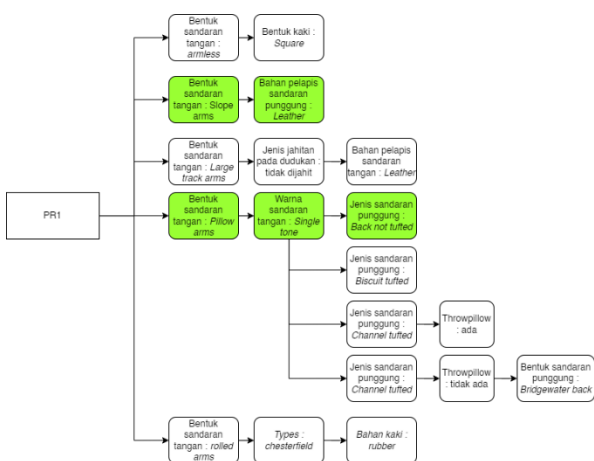 Bentuk
sandaran
tangan :
armless
Bentuk kaki :
Square
Bentuk
sandaran
tangan : Slope
arms
Bahan pelapis
sandaran
punggung :
Leather
Bentuk
sandaran
tangan : Large
track arms
Jenis jahitan
pada dudukan :
tidak dijahit
Bahan pelapis
sandaran
tangan : Leather
PR1
Bentuk
sandaran
tangan : Pillow
arms
Warna
sandaran
tangan : Single
tone
Jenis sandaran
punggung :
Back not tufted
Jenis sandaran
punggung :
Biscuit tufted
Jenis sandaran
punggung :
Channel tufted
Throwpillow
: ada
Jenis sandaran
punggung :
Channel tufted
Throwpillow
: tidak ada
Bentuk sandaran
punggung :
Bridgewater back
Bentuk
sandaran
tangan : rolled
arms
Types :
chesterfield
Bahan kaki :
rubber